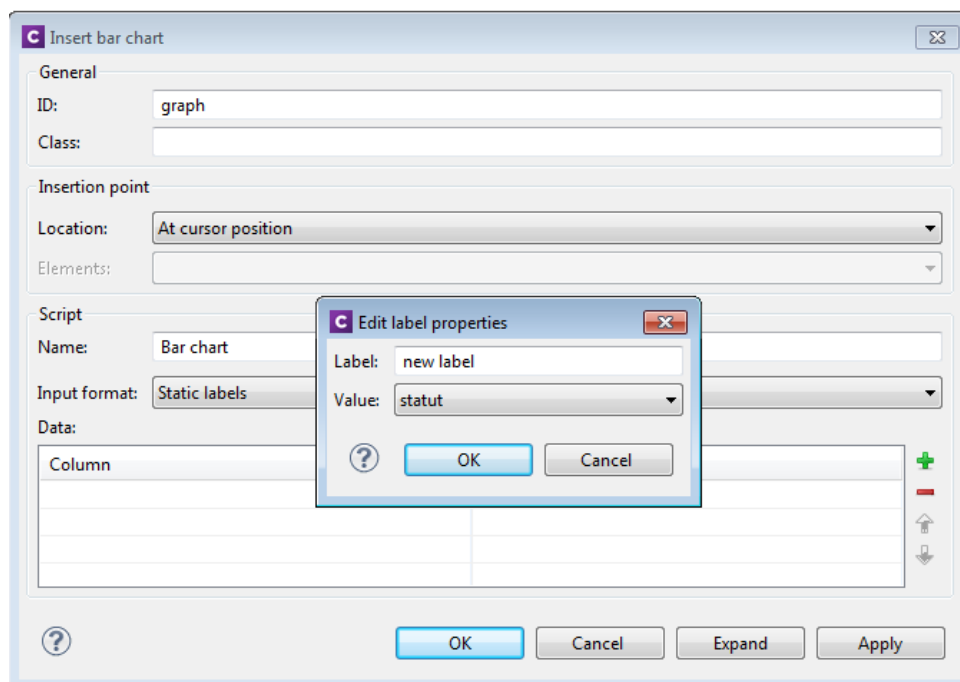 C Insert bar chart
General
ID: graph
Class:
Insertion point
Location: At cursor position
Elements:
Script
Name: Bar chart
Input format: Static labels
Data:
Column
C Edit label properties
Label: new label
Value: statut
? OK Cancel
? OK Cancel Expand Apply